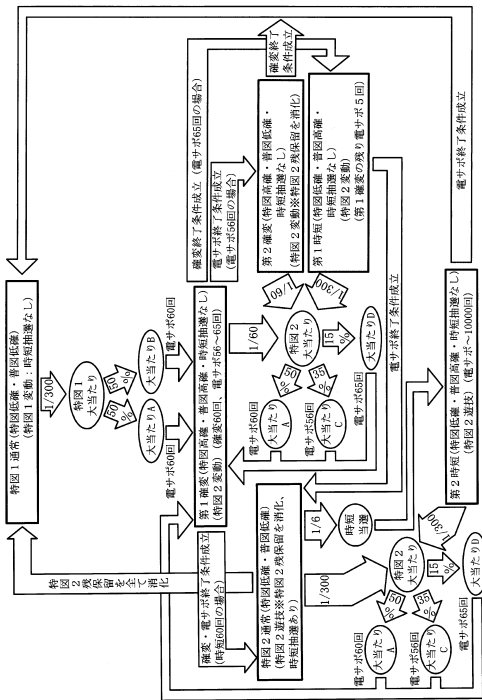 特図1通常(特図低確・普図低確)
(特図1変動:時短抽選なし)
1/300
特図1
大当たり
50%
50%
大当たりA
大当たりB
電サポ60回
電サポ60回
第1確変(特図高確・普図高確・時短抽選なし)
(特図2変動)(確変60回、電サポ56〜65回)
確変終了条件成立(電サポ65回の場合)
電サポ終了条件成立
(電サポ56回の場合)
確変終了
条件成立
第2確変(特図高確・普図低確・
時短抽選なし)
(特図2変動※特図2残保留を消化)
第1時短(特図低確・普図高確・
時短抽選なし)
(特図2変動)
(第1確変の残り電サポ5回)
1/60
1/60
1/300
特図2
大当たり
50%
35%
15%
大当たり
A
大当たり
C
大当たりD
電サポ60回
電サポ56回
電サポ65回
電サポ終了条件成立
特図2残保留を全て消化
確変・電サポ終了条件成立
(時短60回の場合)
特図2通常(特図低確・普図低確)
(特図2遊技※特図2残保留を消化、
時短抽選あり)
1/6
時短
当選
1/300
第2時短(特図低確・普図高確・時短抽選なし)
(特図2遊技)(電サポ〜10000回)
電サポ終了条件成立
1/300
特図2
大当たり
50%
35%
15%
大当たり
A
大当たり
C
大当たりD
電サポ60回
電サポ56回
電サポ65回